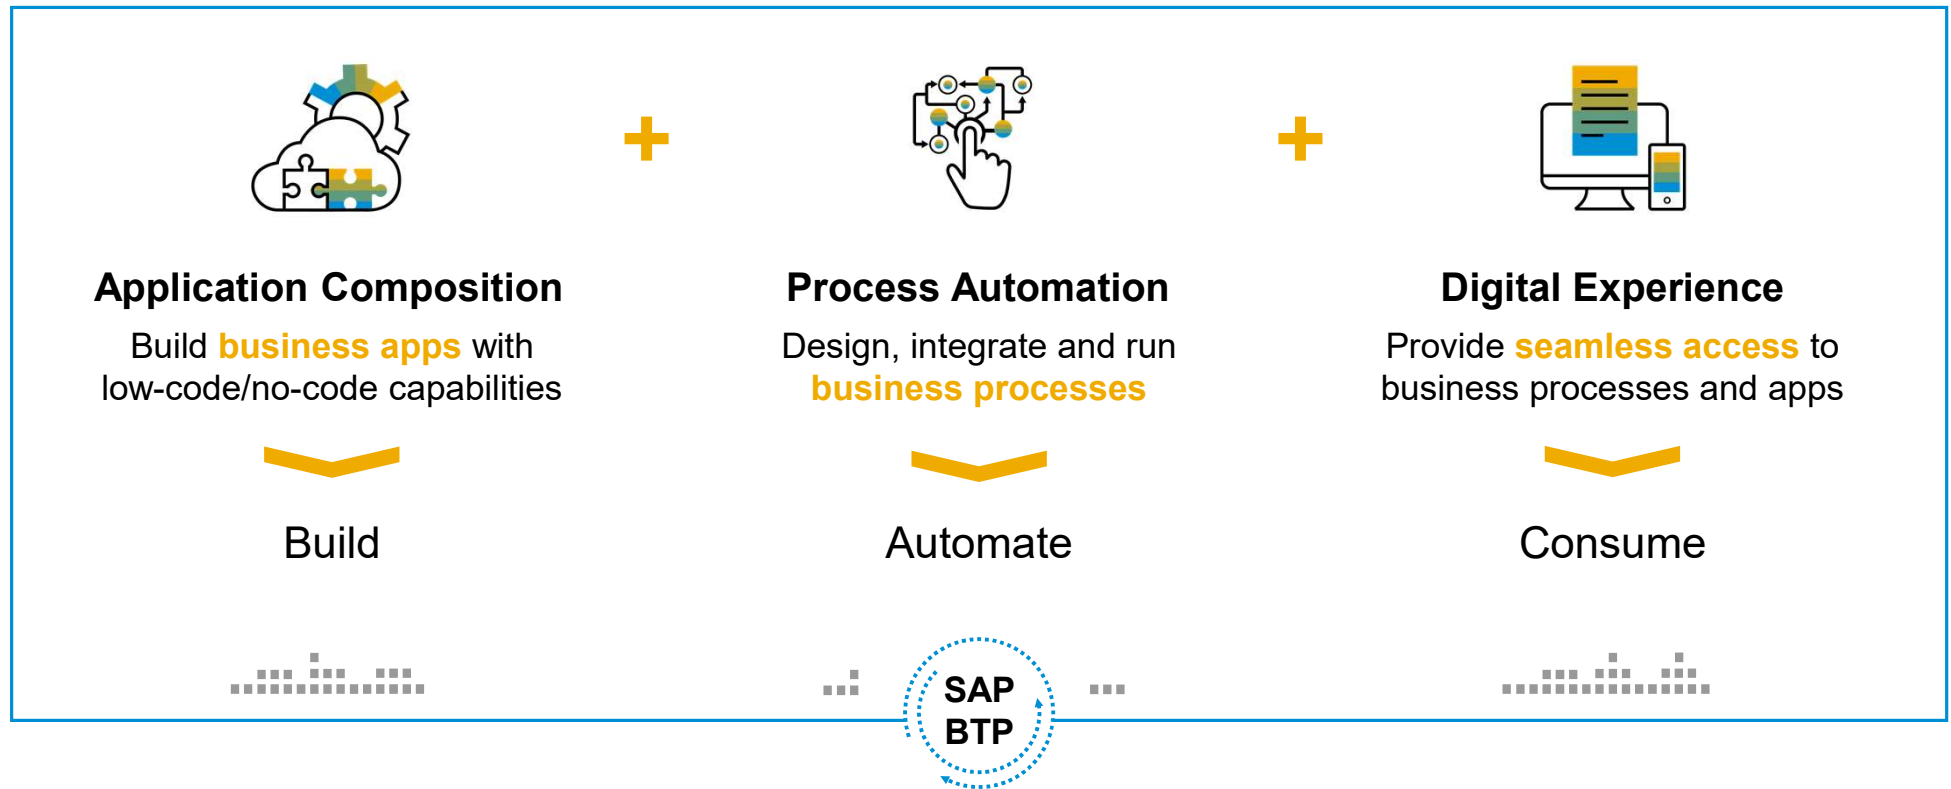 Application Composition
Build business apps with
low-code/no-code capabilities
Build
Process Automation
Design, integrate and run
business processes
Automate
Digital Experience
Provide seamless access to
business processes and apps
Consume
SAP
BTP